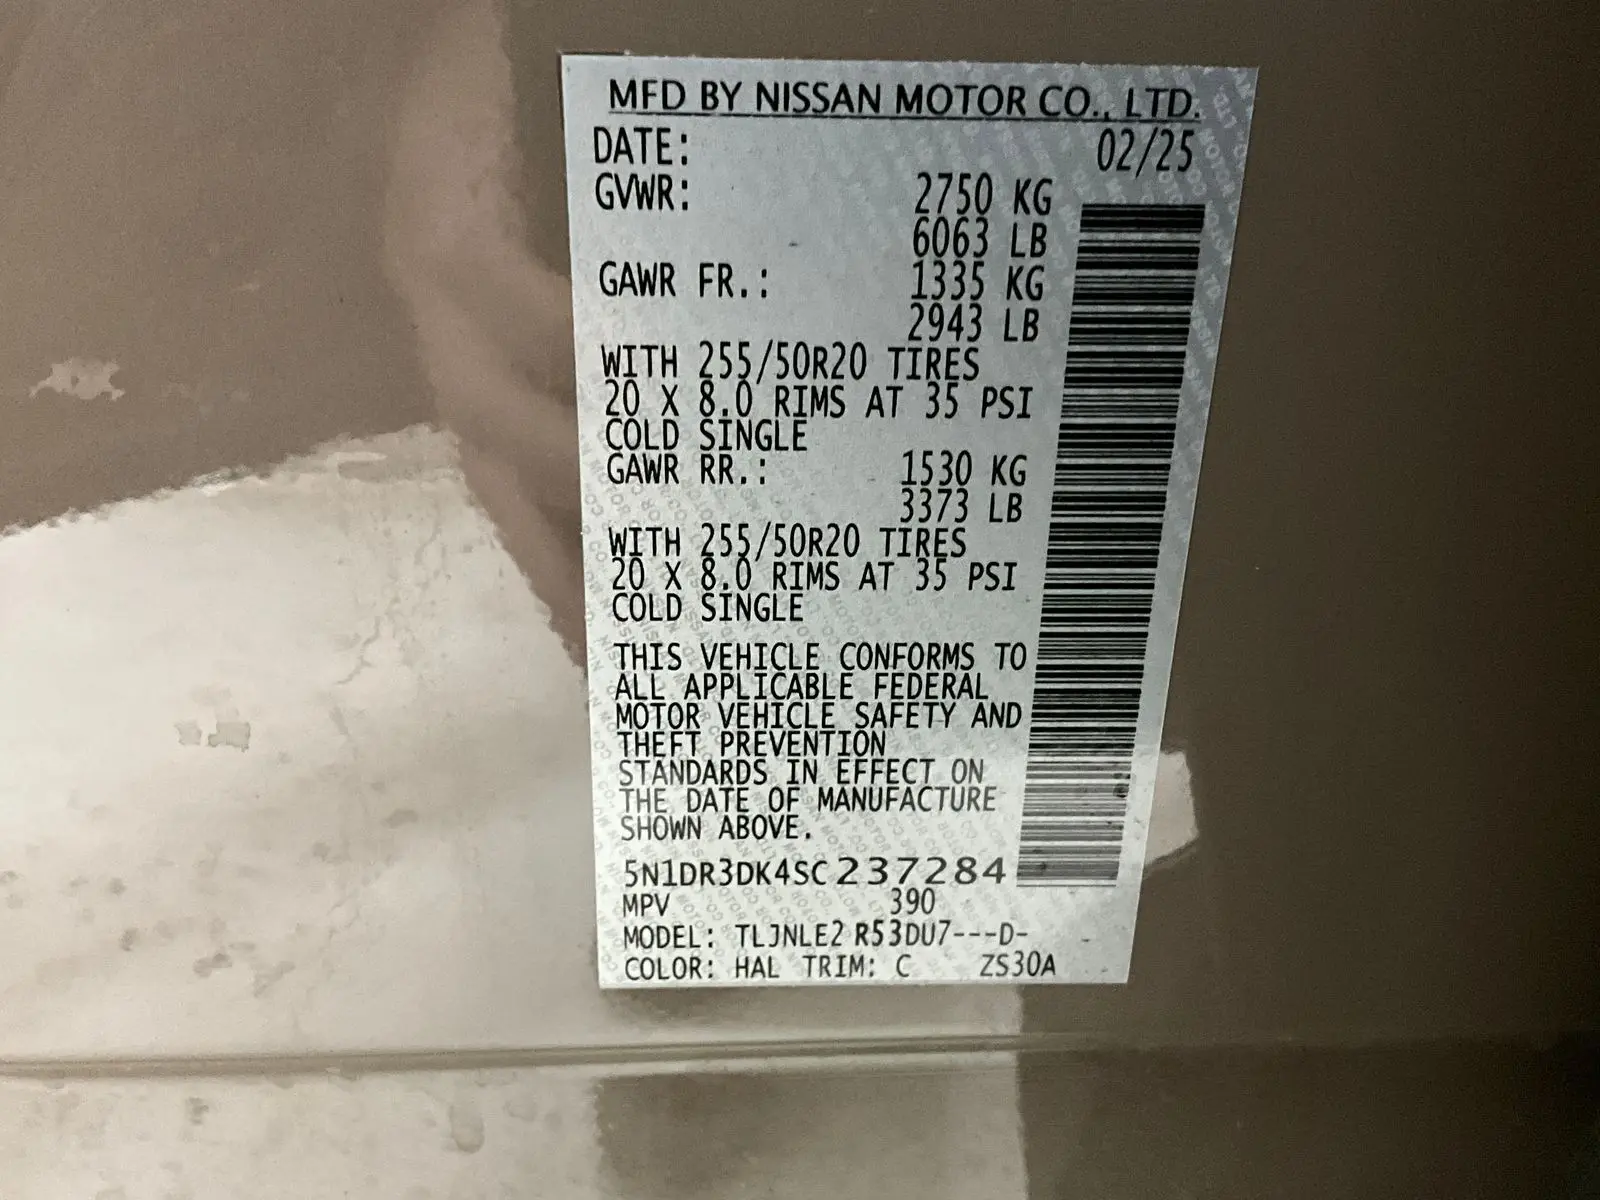 MFD BY NISSAN MOTOR CO., LTD.
DATE: 02/25
GVWR: 2750 KG
6063 LB
GAWR FR.: 1335 KG
2943 LB
WITH 255/50R20 TIRES
20 X 8.0 RIMS AT 35 PSI
COLD SINGLE
GAWR RR.: 1530 KG
3373 LB
WITH 255/50R20 TIRES
20 X 8.0 RIMS AT 35 PSI
COLD SINGLE
THIS VEHICLE CONFORMS TO
ALL APPLICABLE FEDERAL
MOTOR VEHICLE SAFETY AND
THEFT PREVENTION
STANDARDS IN EFFECT ON
THE DATE OF MANUFACTURE
SHOWN ABOVE.
5N1DR3DK4SC237284
MPV 390
MODEL: TLJNLE2 R53DU7---D-
COLOR: HAL TRIM: C ZS30A